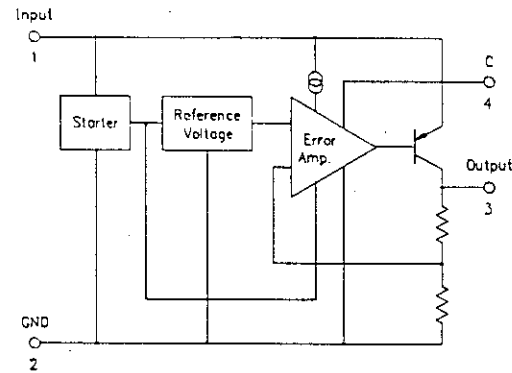 Input
1
C
4
Starter
Reference
Voltage
Error
Amp.
Output
3
GND
2